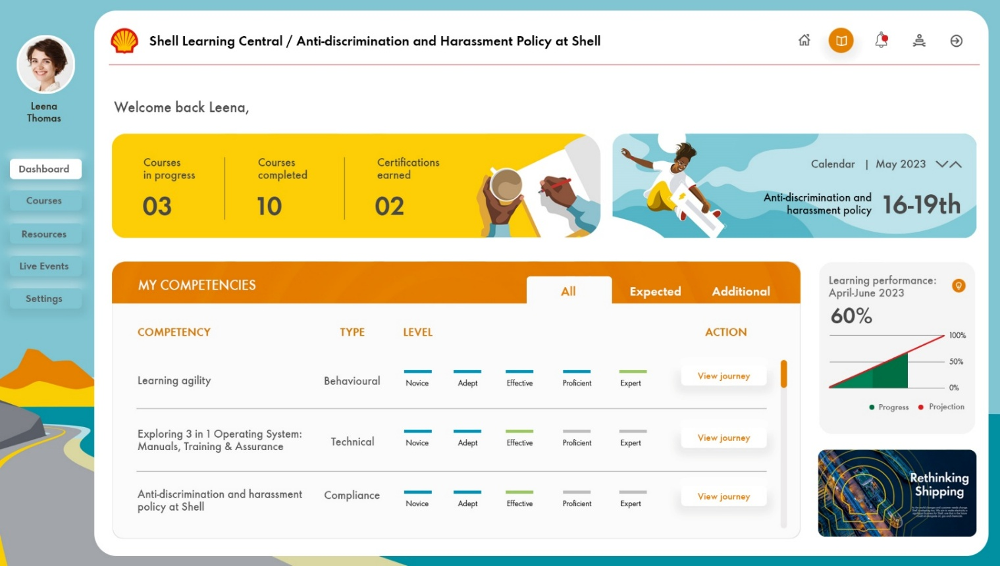 Shell Learning Central / Anti-discrimination and Harassment Policy at Shell
Leena
Thomas
Dashboard
Courses
Resources
Live Events
Settings
Welcome back Leena,
Courses
in progress
03
Courses
completed
10
Certifications
earned
02
Calendar | May 2023
Anti-discrimination and
harassment policy
16-19th
MY COMPETENCIES
All
Expected
Additional
COMPETENCY
TYPE
LEVEL
ACTION
Learning agility
Behavioural
Novice
Adept
Effective
Proficient
Expert
View journey
Exploring 3 in 1 Operating System:
Manuals, Training & Assurance
Technical
Novice
Adept
Effective
Proficient
Expert
View journey
Anti-discrimination and harassment
policy at Shell
Compliance
Novice
Adept
Effective
Proficient
Expert
View journey
Learning performance:
April-June 2023
60%
100%
50%
0%
Progress
Projection
Rethinking
Shipping